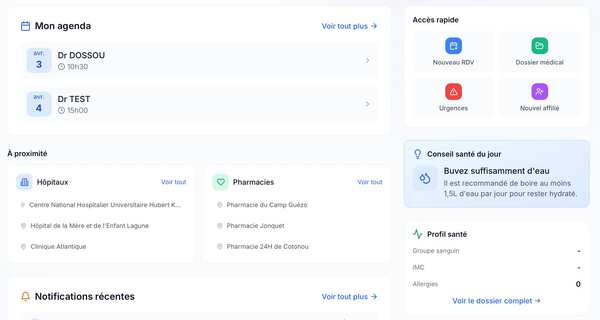 Mon agenda
Voir tout plus →
avr.
3
Dr DOSSOU
10h30
avr.
4
Dr TEST
15h00
À proximité
Hôpitaux
Voir tout
Centre National Hospitalier Universitaire Hubert K...
Hôpital de la Mère et de l'Enfant Lagune
Clinique Atlantique
Pharmacies
Voir tout
Pharmacie du Camp Guézo
Pharmacie Jonquet
Pharmacie 24H de Cotonou
Notifications récentes
Voir tout plus →
Accès rapide
Nouveau RDV
Dossier médical
Urgences
Nouvel affilié
Conseil santé du jour
Buvez suffisamment d'eau
Il est recommandé de boire au moins
1,5L d'eau par jour pour rester hydraté.
Profil santé
Groupe sanguin
-
IMC
-
Allergies
0
Voir le dossier complet →